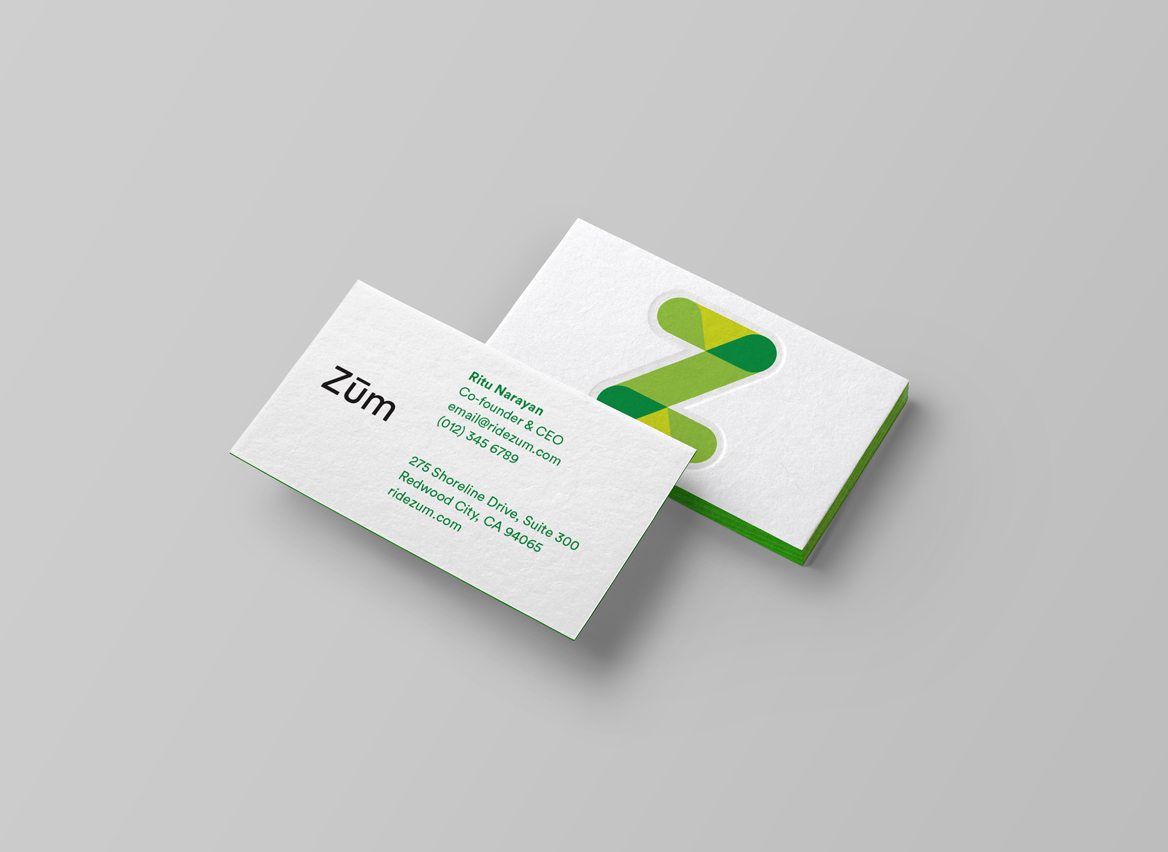 Zūm
Ritu Narayan
Co-founder & CEO
email@ridezum.com
(012) 345 6789
275 Shoreline Drive, Suite 300
Redwood City, CA 94065
ridezum.com
Z